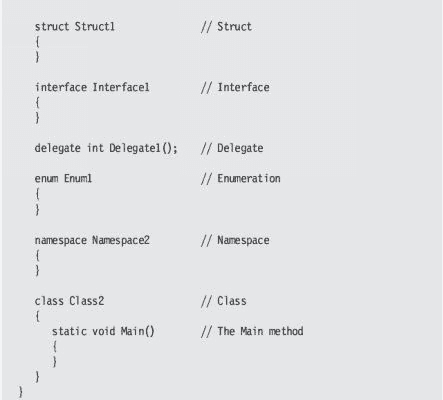 struct Struct1 // Struct
{
}
interface Interface1 // Interface
{
}
delegate int Delegate1(); // Delegate
enum Enum1 // Enumeration
{
}
namespace Namespace2 // Namespace
{
}
class Class2 // Class
{
static void Main() // The Main method
{
}
}
}